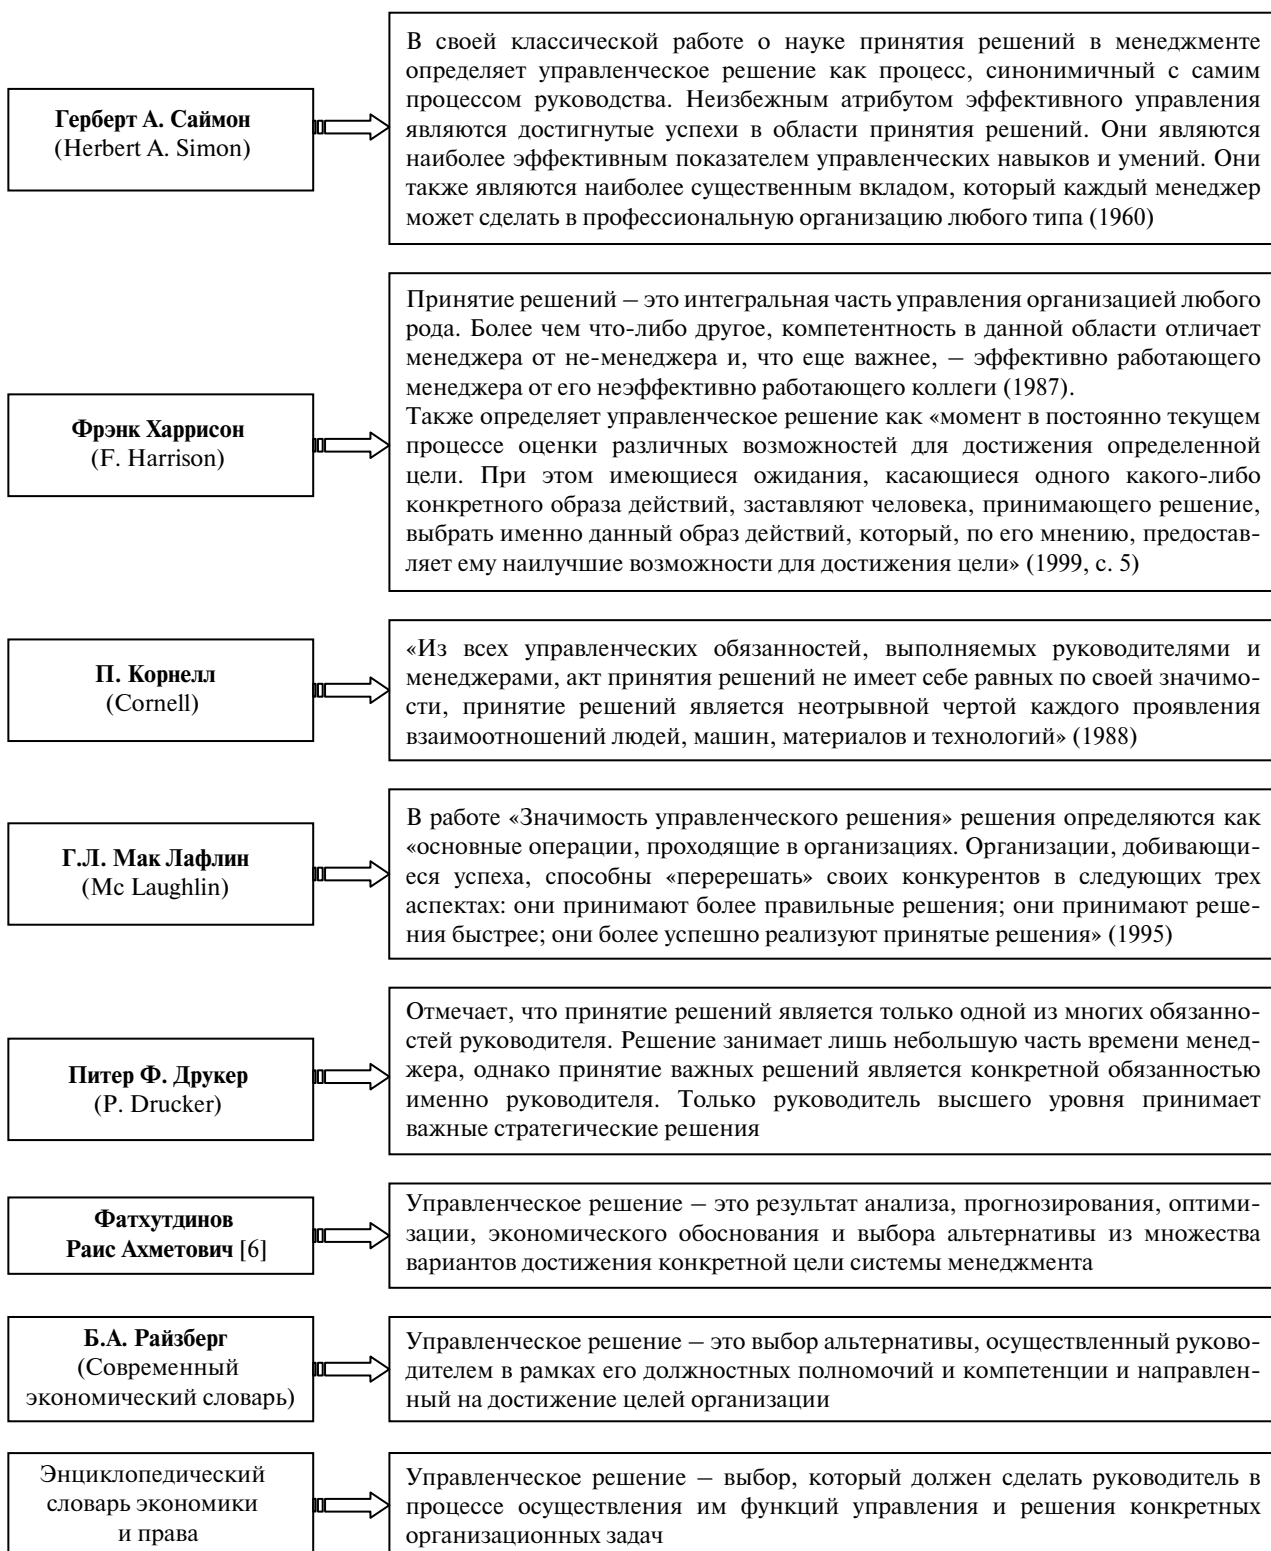 Герберт А. Саймон
(Herbert A. Simon)
В своей классической работе о науке принятия решений в менеджменте
определяет управленческое решение как процесс, синонимичный с самим
процессом руководства. Неизбежным атрибутом эффективного управления
являются достигнутые успехи в области принятия решений. Они являются
наиболее эффективным показателем управленческих навыков и умений. Они
также являются наиболее существенным вкладом, который каждый менеджер
может сделать в профессиональную организацию любого типа (1960)
Фрэнк Харрисон
(F. Harrison)
Принятие решений – это интегральная часть управления организацией любого
рода. Более чем что-либо другое, компетентность в данной области отличает
менеджера от не-менеджера и, что еще важнее, – эффективно работающего
менеджера от его неэффективно работающего коллеги (1987).
Также определяет управленческое решение как «момент в постоянно текущем
процессе оценки различных возможностей для достижения определенной
цели. При этом имеющиеся ожидания, касающиеся одного какого-либо
конкретного образа действий, заставляют человека, принимающего решение,
выбрать именно данный образ действий, который, по его мнению, предостав-
ляет ему наилучшие возможности для достижения цели» (1999, с. 5)
П. Корнелл
(Cornell)
«Из всех управленческих обязанностей, выполняемых руководителями и
менеджерами, акт принятия решений не имеет себе равных по своей значимо-
сти, принятие решений является неотрывной чертой каждого проявления
взаимоотношений людей, машин, материалов и технологий» (1988)
Г.Л. Мак Лафлин
(Mc Laughlin)
В работе «Значимость управленческого решения» решения определяются как
«основные операции, проходящие в организациях. Организации, добивающи-
еся успеха, способны «перерешать» своих конкурентов в следующих трех
аспектах: они принимают более правильные решения; они принимают реше-
ния быстрее; они более успешно реализуют принятые решения» (1995)
Питер Ф. Друкер
(P. Drucker)
Отмечает, что принятие решений является только одной из многих обязанно-
стей руководителя. Решение занимает лишь небольшую часть времени менед-
жера, однако принятие важных решений является конкретной обязанностью
именно руководителя. Только руководитель высшего уровня принимает
важные стратегические решения
Фатхутдинов
Раис Ахметович [6]
Управленческое решение – это результат анализа, прогнозирования, оптими-
зации, экономического обоснования и выбора альтернативы из множества
вариантов достижения конкретной цели системы менеджмента
Б.А. Райзберг
(Современный
экономический словарь)
Управленческое решение – это выбор альтернативы, осуществленный руково-
дителем в рамках его должностных полномочий и компетенции и направлен-
ный на достижение целей организации
Энциклопедический
словарь экономики
и права
Управленческое решение – выбор, который должен сделать руководитель в
процессе осуществления им функций управления и решения конкретных
организационных задач